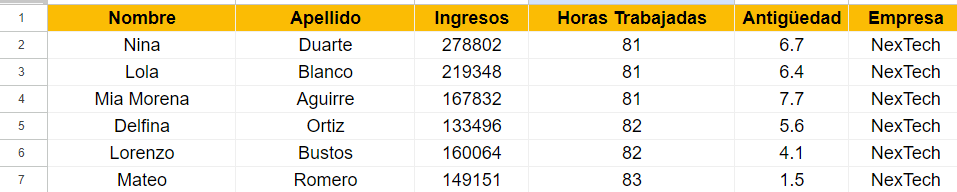 1 Nombre Apellido Ingresos Horas Trabajadas Antigüedad Empresa
2 Nina Duarte 278802 81 6.7 NexTech
3 Lola Blanco 219348 81 6.4 NexTech
4 Mia Morena Aguirre 167832 81 7.7 NexTech
5 Delfina Ortiz 133496 82 5.6 NexTech
6 Lorenzo Bustos 160064 82 4.1 NexTech
7 Mateo Romero 149151 83 1.5 NexTech